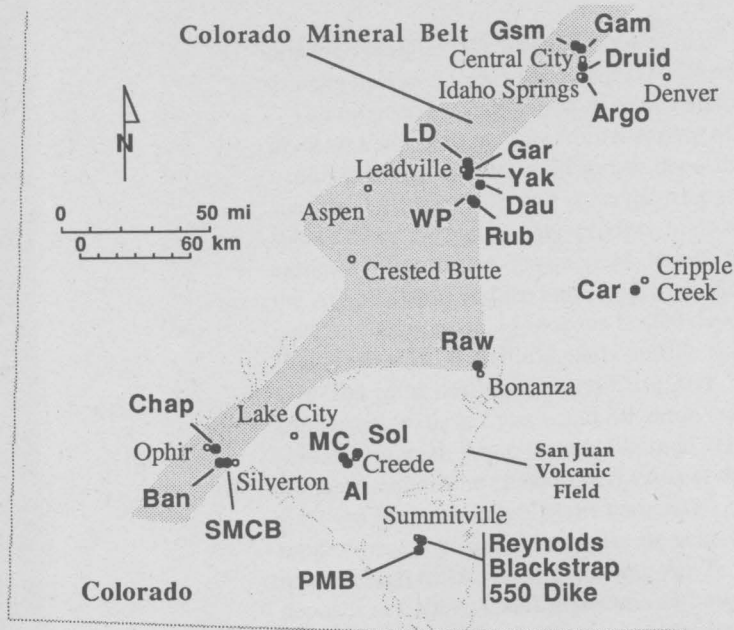 Gsm
Gam
Colorado Mineral Belt
Central City
Druid
Idaho Springs
Denver
Argo
N
LD
Gar
Leadville
Yak
0 50 mi
Aspen
Dau
WP
0 60 km
Rub
Crested Butte
Cripple
Creek
Car
Raw
Bonanza
Chap
Lake City
Ophir
MC
Sol
Creede
San Juan
Volcanic
FIeld
Ban
Silverton
Al
SMCB
Summitville
Reynolds
Blackstrap
550 Dike
PMB
Colorado